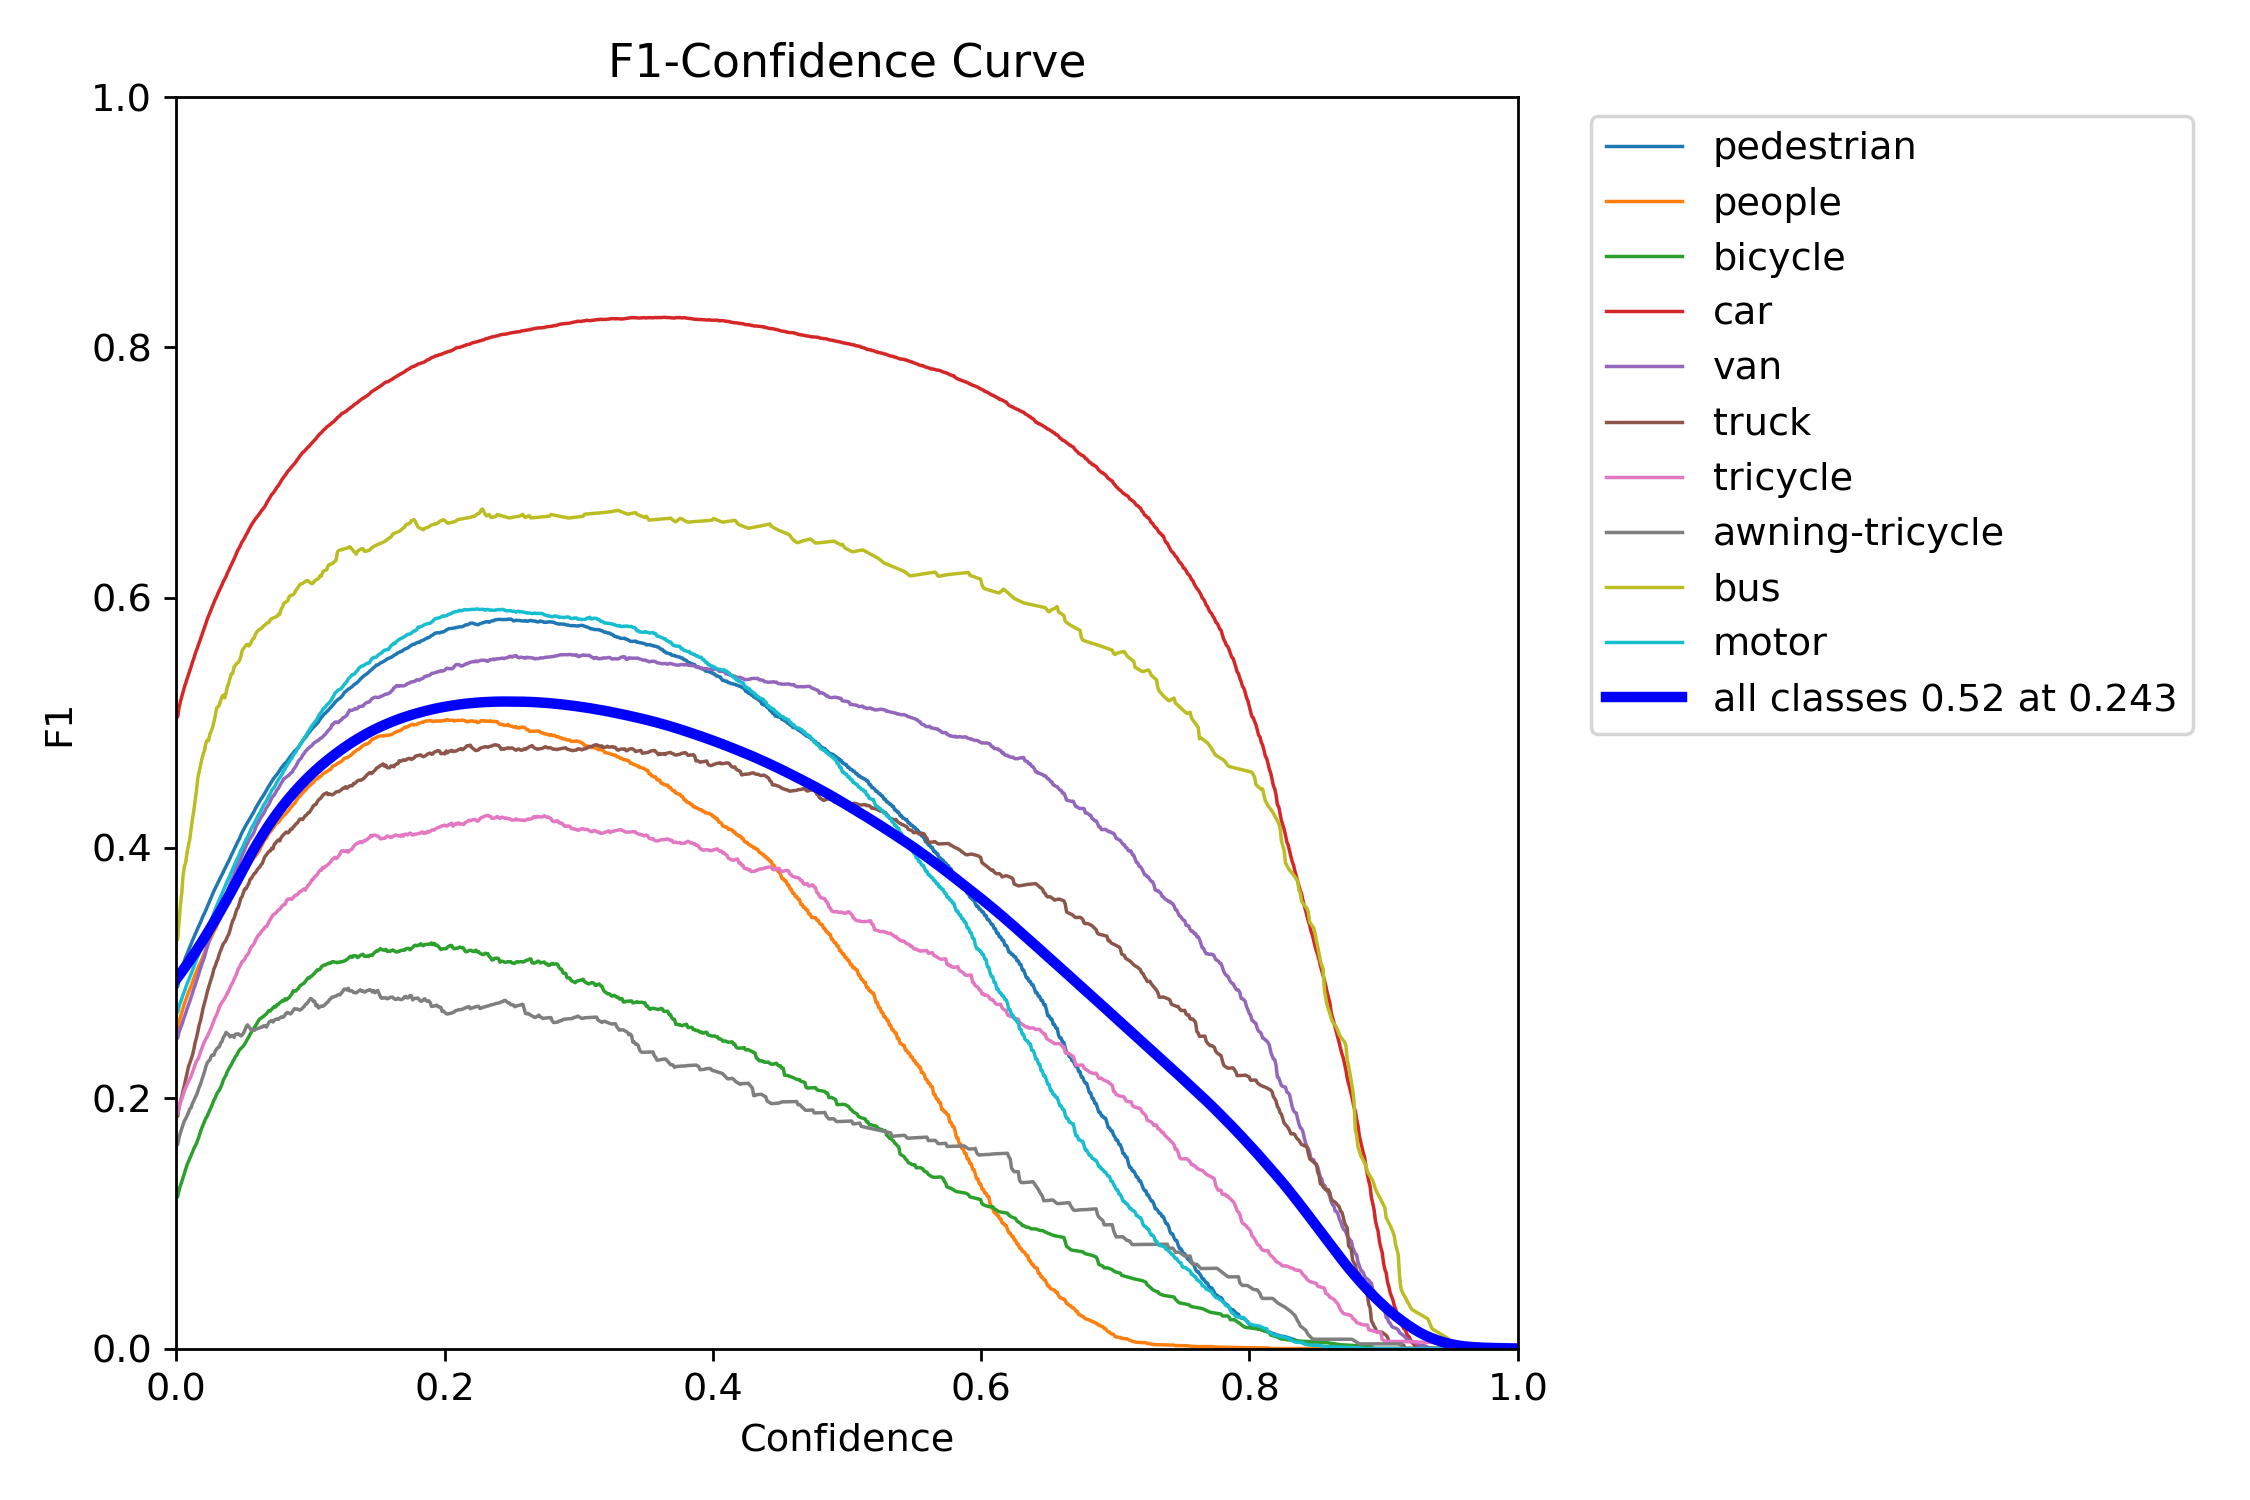 F1-Confidence Curve
1.0
0.8
0.6
0.4
0.2
0.0
F1
0.0 0.2 0.4 0.6 0.8 1.0
Confidence
pedestrian
people
bicycle
car
van
truck
tricycle
awning-tricycle
bus
motor
all classes 0.52 at 0.243